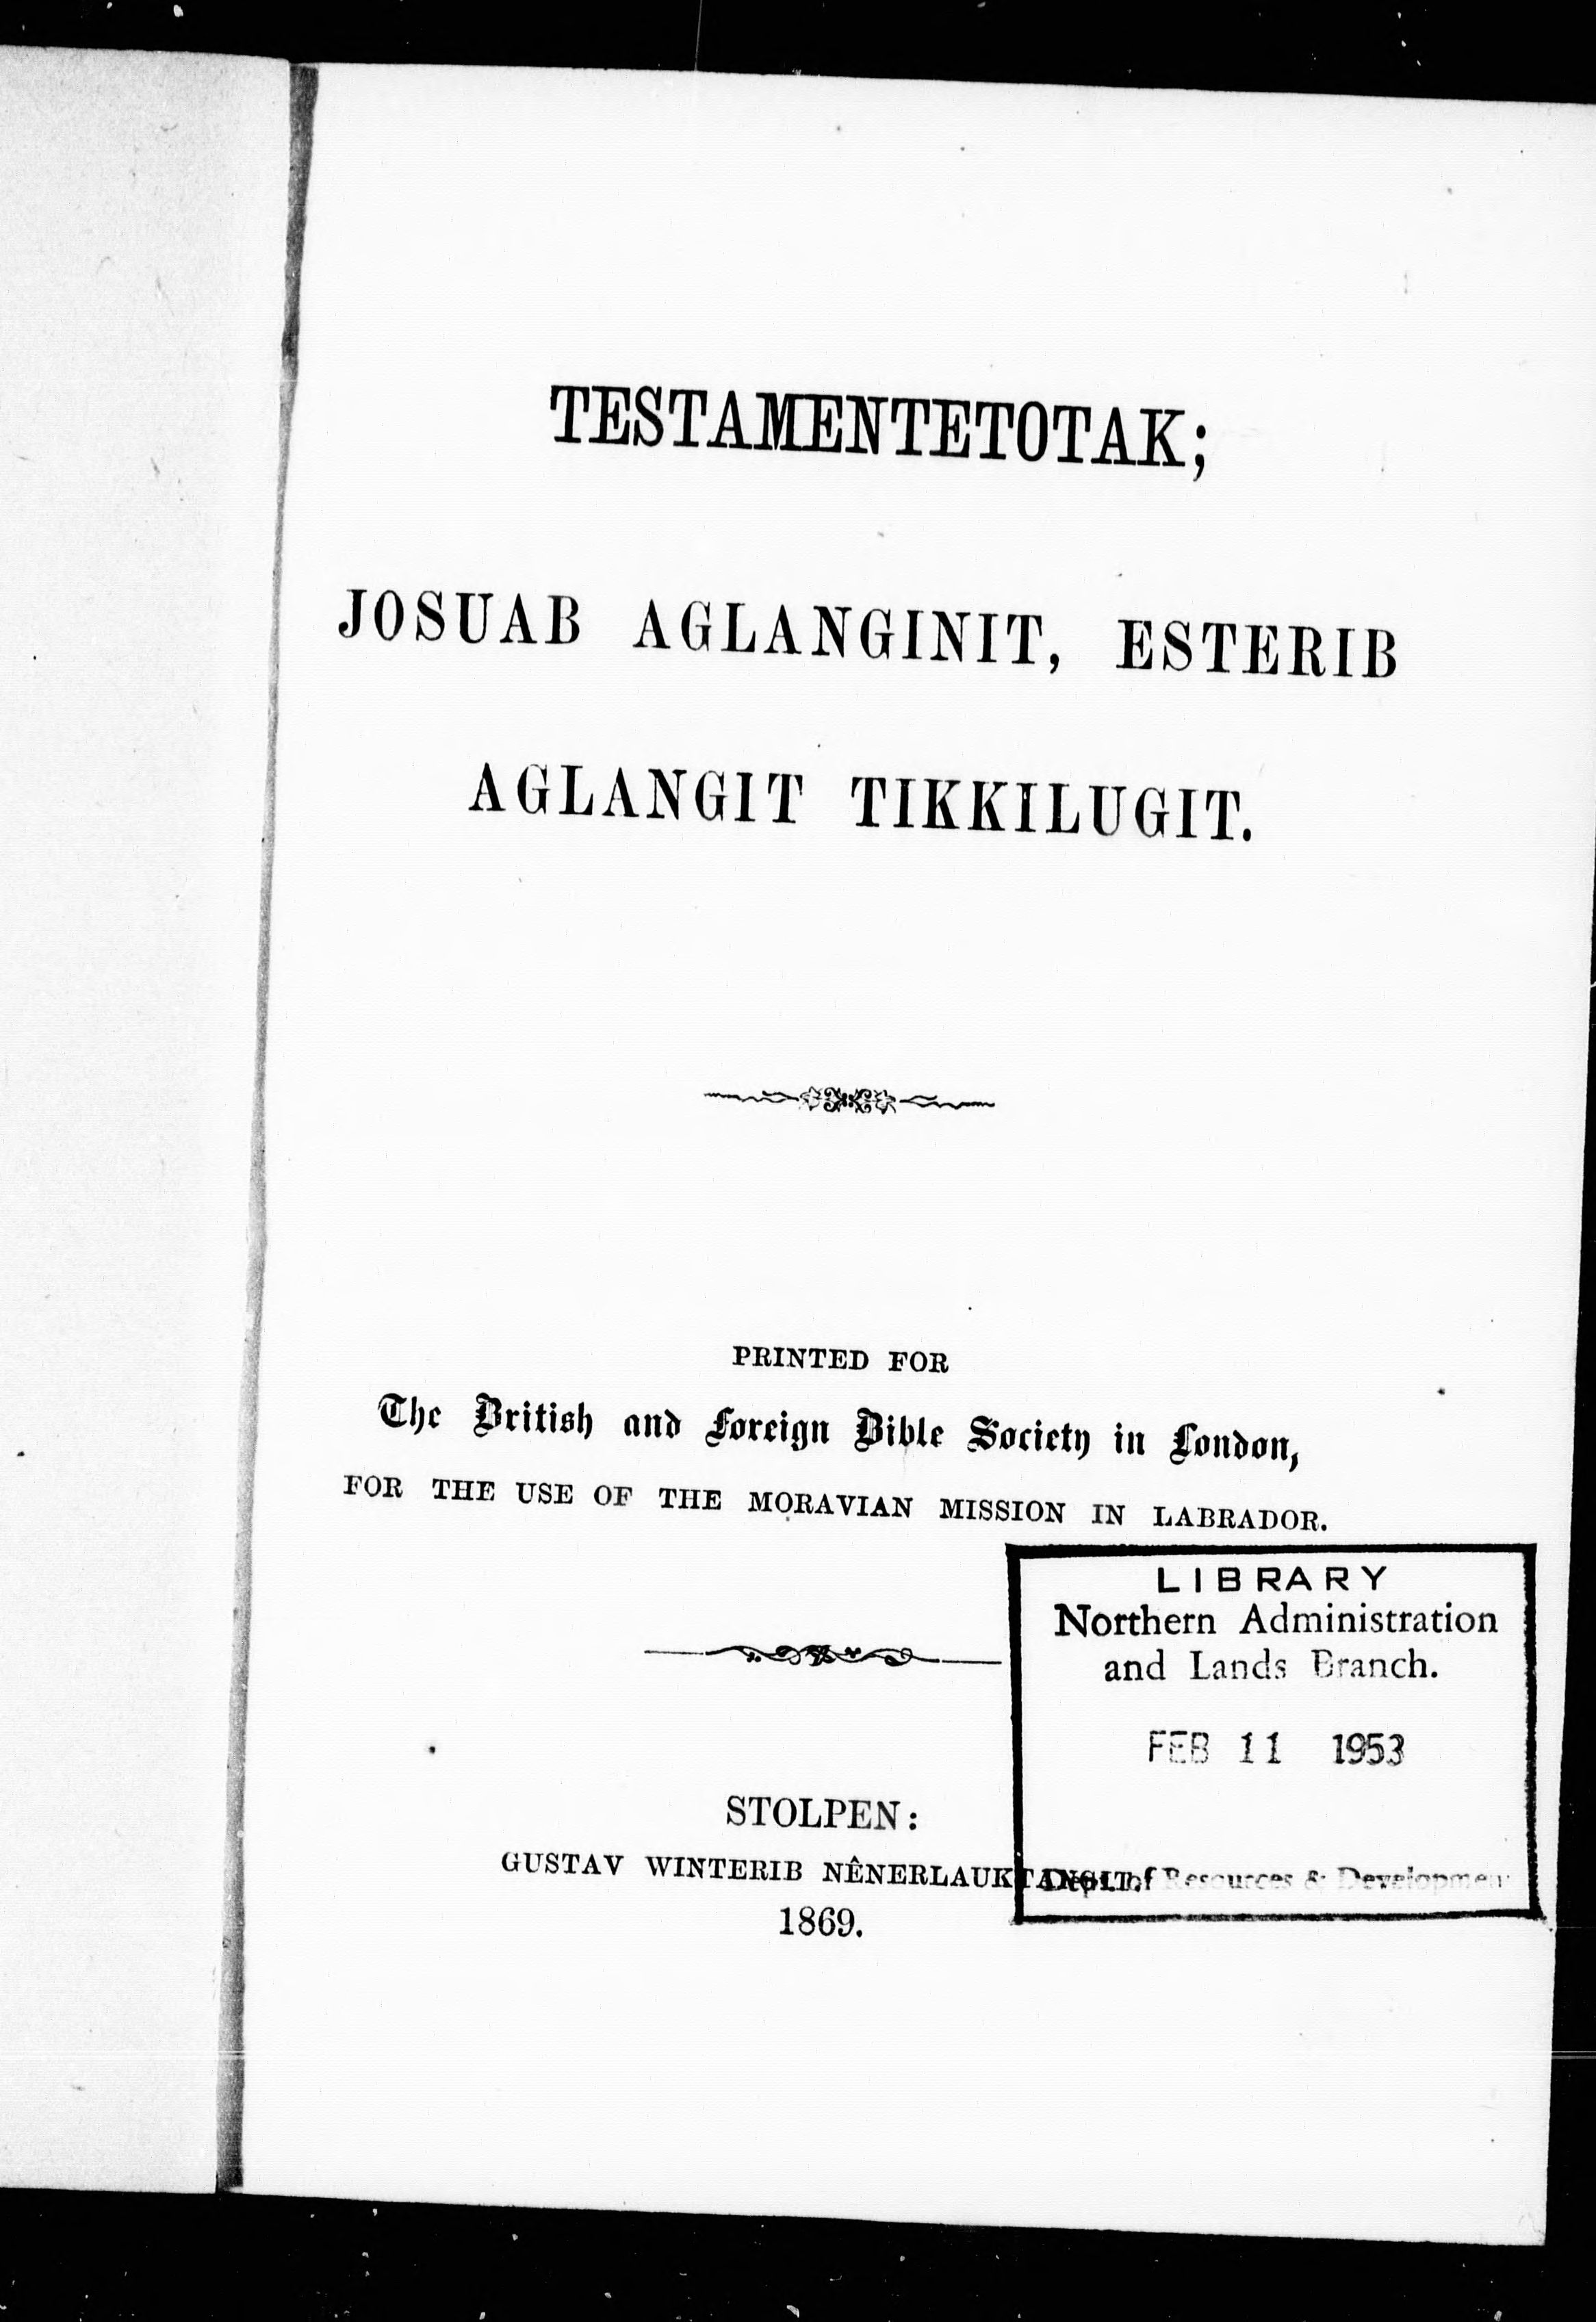 TESTAMENTETOTAK;
JOSUAB AGLANGINIT, ESTERIB
AGLANGIT TIKKILUGIT.
PRINTED FOR
The British and Foreign Bible Society in London,
FOR THE USE OF THE MORAVIAN MISSION IN LABRADOR.
LIBRARY
Northern Administration
and Lands Branch.
FEB 11 1953
Dept. of Resources & Development
STOLPEN:
GUSTAV WINTERIB NÊNERLAUKTANGIT.
1869.